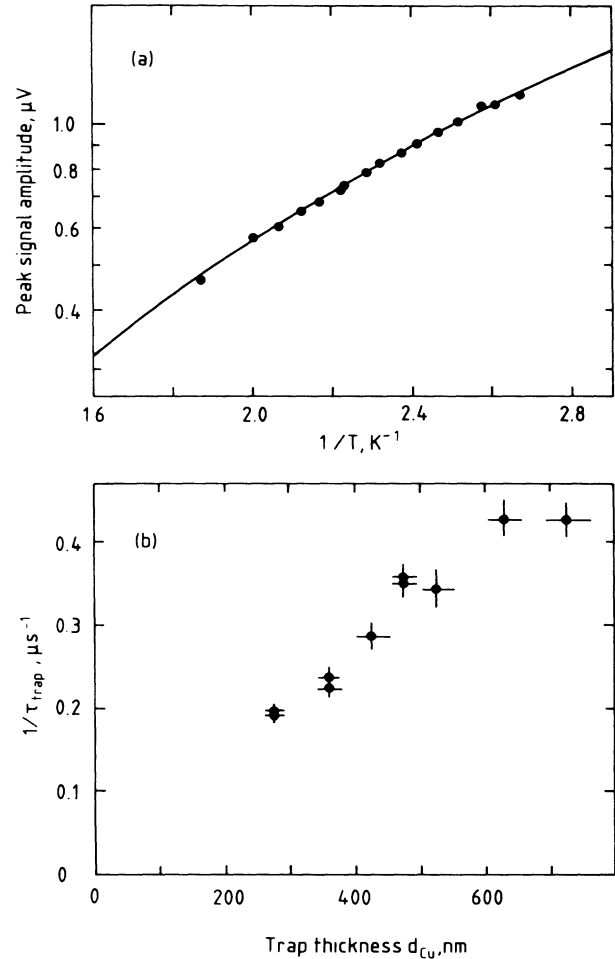 (a)
Peak signal amplitude, μV
1.0
0.8
0.6
0.4
1 6 2.0 2.4 2.8
1/T, K⁻¹
(b)
1/τtrap, μs⁻¹
0.4
0.3
0.2
0.1
0
0 200 400 600
Trap thickness dCu, nm